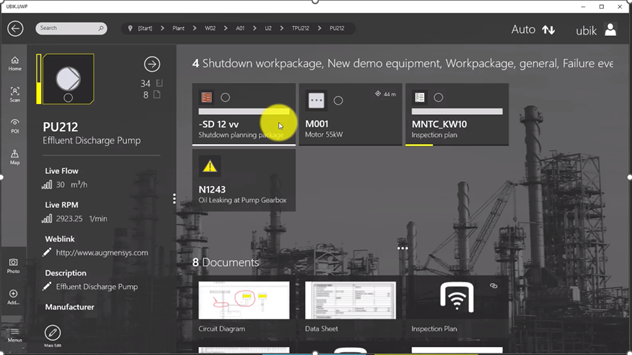 UBIK.UWP
Search
[Start] > Plant > W02 > A01 > U2 > TPU212 > PU212
Auto
ubik
Home
Scan
POI
Map
Photo
Add...
Menus
34
8
PU212
Effluent Discharge Pump
Live Flow
30 m³/h
Live RPM
2923.25 1/min
Weblink
http://www.augmensys.com
Description
Effluent Discharge Pump
Manufacturer
Mass Edit
4 Shutdown workpackage, New demo equipment, Workpackage, general, Failure eve
-SD 12 vv
Shutdown planning package
44 m
M001
Motor 55kW
MNTC_KW10
Inspection plan
N1243
Oil Leaking at Pump Gearbox
8 Documents
Circuit Diagram
Data Sheet
Inspection Plan